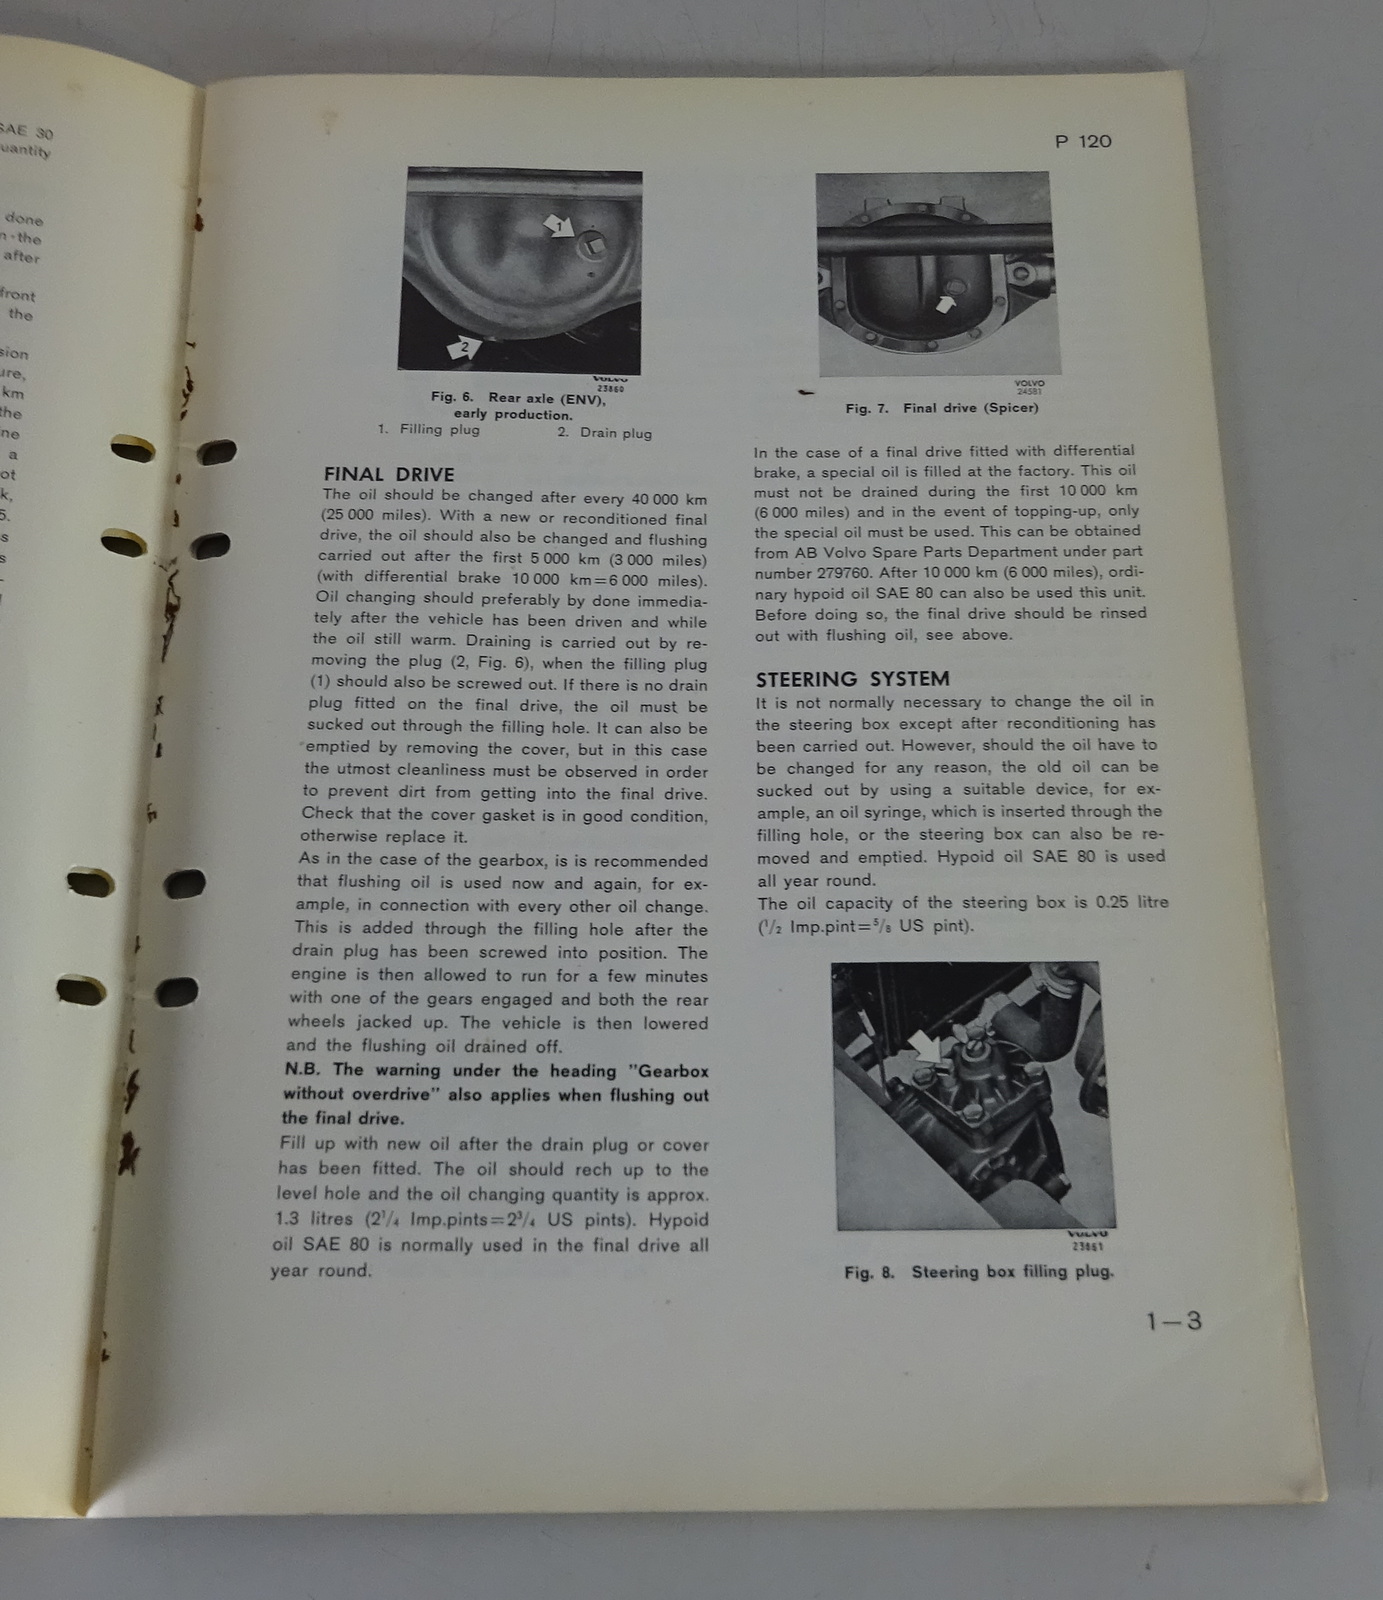 SAE 30
uantity
done
the
after
front
the
km
the
a
P 120
1
2
VOLVO
23860
Fig. 6. Rear axle (ENV),
early production.
1. Filling plug 2. Drain plug
FINAL DRIVE
The oil should be changed after every 40 000 km
(25 000 miles). With a new or reconditioned final
drive, the oil should also be changed and flushing
carried out after the first 5 000 km (3 000 miles)
(with differential brake 10 000 km=6 000 miles).
Oil changing should preferably by done immedia-
tely after the vehicle has been driven and while
the oil still warm. Draining is carried out by re-
moving the plug (2, Fig. 6), when the filling plug
(1) should also be screwed out. If there is no drain
plug fitted on the final drive, the oil must be
sucked out through the filling hole. It can also be
emptied by removing the cover, but in this case
the utmost cleanliness must be observed in order
to prevent dirt from getting into the final drive.
Check that the cover gasket is in good condition,
otherwise replace it.
As in the case of the gearbox, is is recommended
that flushing oil is used now and again, for ex-
ample, in connection with every other oil change.
This is added through the filling hole after the
drain plug has been screwed into position. The
engine is then allowed to run for a few minutes
with one of the gears engaged and both the rear
wheels jacked up. The vehicle is then lowered
and the flushing oil drained off.
N.B. The warning under the heading "Gearbox
without overdrive" also applies when flushing out
the final drive.
Fill up with new oil after the drain plug or cover
has been fitted. The oil should rech up to the
level hole and the oil changing quantity is approx.
1.3 litres (2¹/₄ Imp.pints=2³/₄ US pints). Hypoid
oil SAE 80 is normally used in the final drive all
year round.
VOLVO
24581
Fig. 7. Final drive (Spicer)
In the case of a final drive fitted with differential
brake, a special oil is filled at the factory. This oil
must not be drained during the first 10 000 km
(6 000 miles) and in the event of topping-up, only
the special oil must be used. This can be obtained
from AB Volvo Spare Parts Department under part
number 279760. After 10 000 km (6 000 miles), ordi-
nary hypoid oil SAE 80 can also be used this unit.
Before doing so, the final drive should be rinsed
out with flushing oil, see above.
STEERING SYSTEM
It is not normally necessary to change the oil in
the steering box except after reconditioning has
been carried out. However, should the oil have to
be changed for any reason, the old oil can be
sucked out by using a suitable device, for ex-
ample, an oil syringe, which is inserted through the
filling hole, or the steering box can also be re-
moved and emptied. Hypoid oil SAE 80 is used
all year round.
The oil capacity of the steering box is 0.25 litre
(¹/₂ Imp.pint=⁵/₈ US pint).
VOLVO
23861
Fig. 8. Steering box filling plug.
1—3